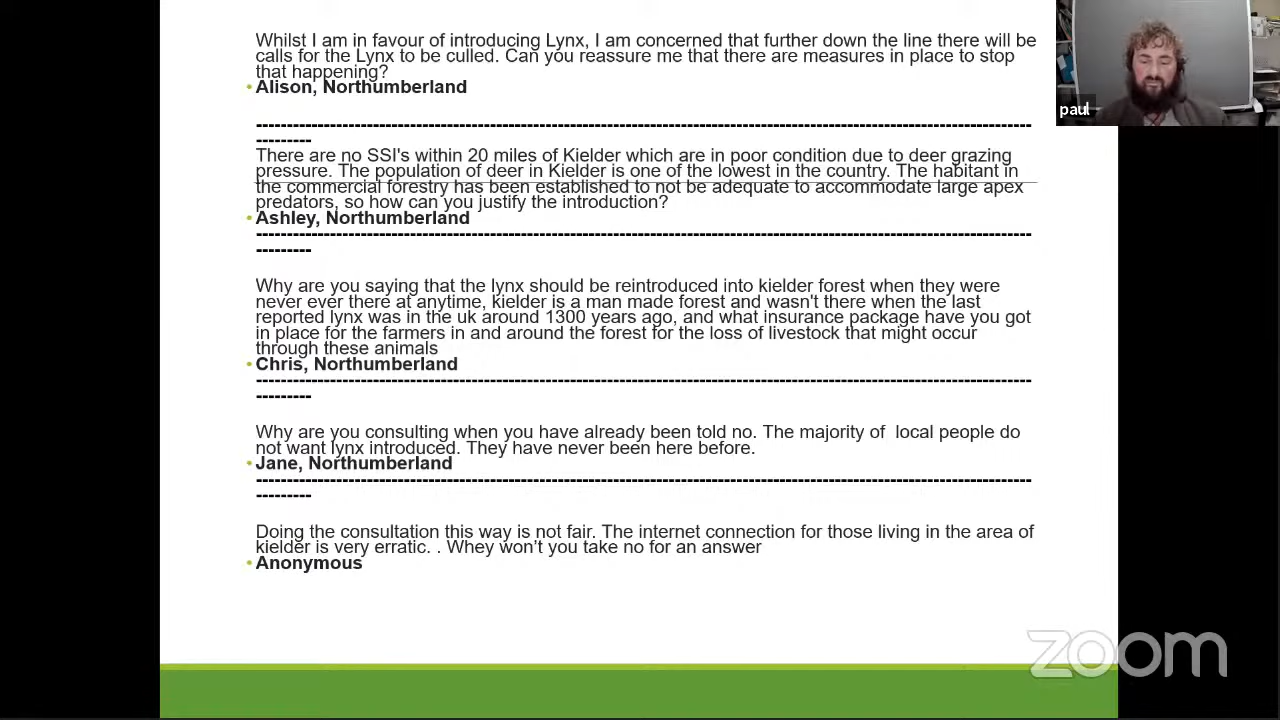 Whilst I am in favour of introducing Lynx, I am concerned that further down the line there will be
calls for the Lynx to be culled. Can you reassure me that there are measures in place to stop
that happening?
• Alison, Northumberland
--------------------------------------------------------------------------------------------------------------------------------
---------
There are no SSI's within 20 miles of Kielder which are in poor condition due to deer grazing
pressure. The population of deer in Kielder is one of the lowest in the country. The habitant in
the commercial forestry has been established to not be adequate to accommodate large apex
predators, so how can you justify the introduction?
• Ashley, Northumberland
--------------------------------------------------------------------------------------------------------------------------------
---------
Why are you saying that the lynx should be reintroduced into kielder forest when they were
never ever there at anytime, kielder is a man made forest and wasn't there when the last
reported lynx was in the uk around 1300 years ago, and what insurance package have you got
in place for the farmers in and around the forest for the loss of livestock that might occur
through these animals
• Chris, Northumberland
--------------------------------------------------------------------------------------------------------------------------------
---------
Why are you consulting when you have already been told no. The majority of  local people do
not want lynx introduced. They have never been here before.
• Jane, Northumberland
--------------------------------------------------------------------------------------------------------------------------------
---------
Doing the consultation this way is not fair. The internet connection for those living in the area of
kielder is very erratic. . Whey won't you take no for an answer
• Anonymous
paul
zoom